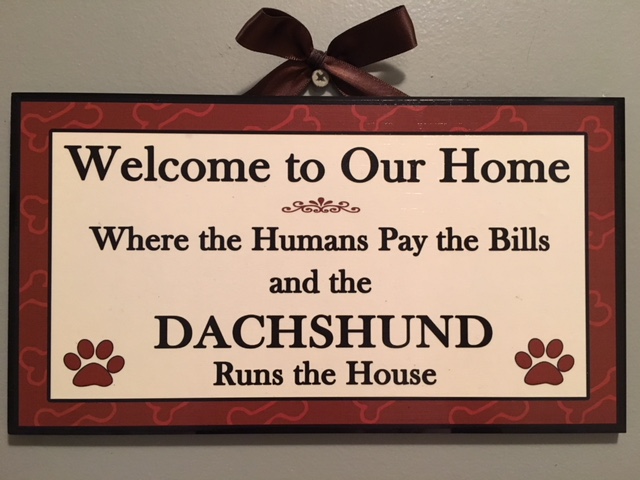 Welcome to Our Home
Where the Humans Pay the Bills
and the
DACHSHUND
Runs the House